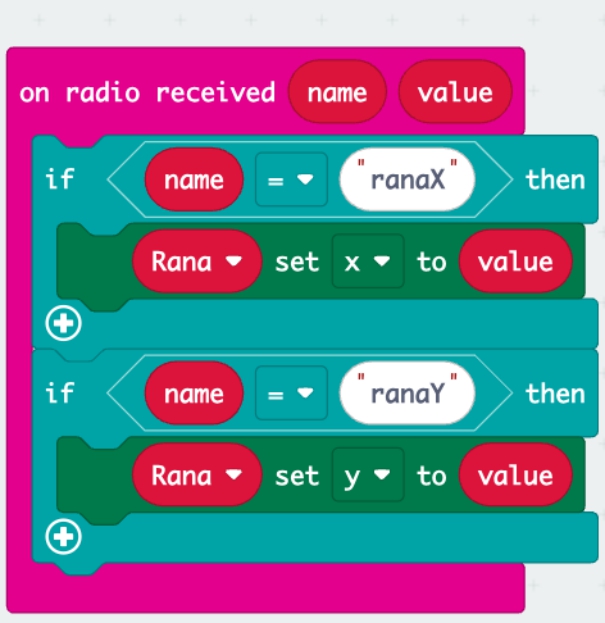 on radio received name value
if name = "ranaX" then
Rana set x to value
if name = "ranaY" then
Rana set y to value